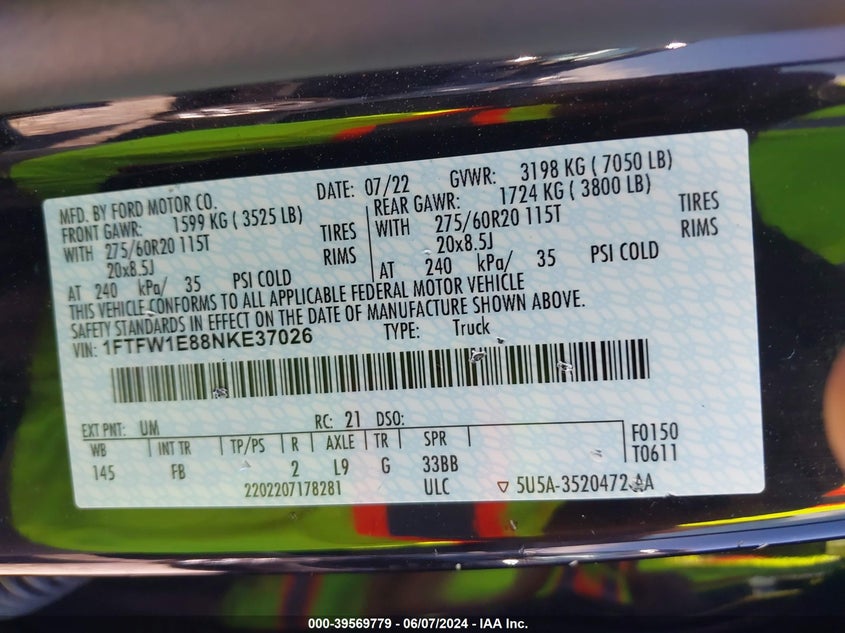 MFD. BY FORD MOTOR CO.
DATE: 07/22 GVWR: 3198 KG ( 7050 LB)
FRONT GAWR: 1599 KG ( 3525 LB)
WITH 275/60R20 115T TIRES
20x8.5J RIMS
AT 240 kPa/ 35 PSI COLD
REAR GAWR: 1724 KG ( 3800 LB)
WITH 275/60R20 115T TIRES
20x8.5J RIMS
AT 240 kPa/ 35 PSI COLD
THIS VEHICLE CONFORMS TO ALL APPLICABLE FEDERAL MOTOR VEHICLE
SAFETY STANDARDS IN EFFECT ON THE DATE OF MANUFACTURE SHOWN ABOVE.
VIN: 1FTFW1E88NKE37026 TYPE: Truck
EXT PNT: UM RC: 21 DSO:
WB INT TR TP/PS R AXLE TR SPR
145 FB 2 L9 G 33BB
F0150
T0611
2202207178281 ULC ▽ 5U5A-3520472-AA
000-39569779 - 06/07/2024 - IAA Inc.